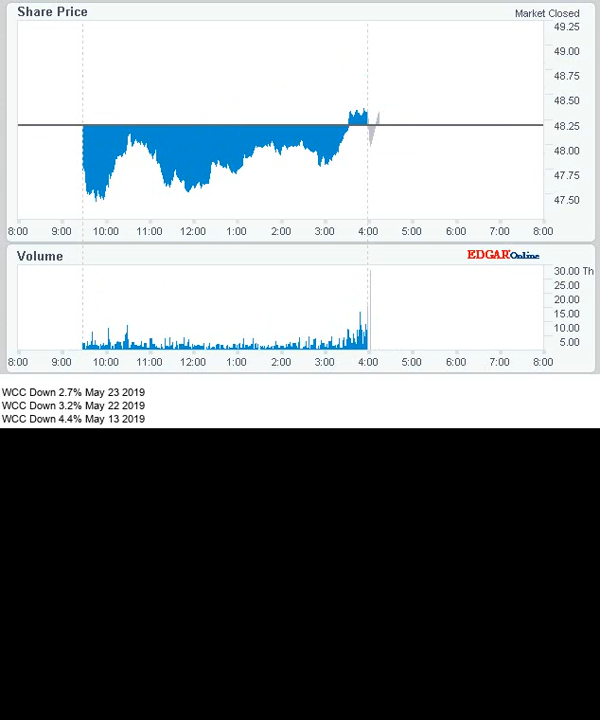 Share Price
Market Closed
49.25
49.00
48.75
48.50
48.25
48.00
47.75
47.50
8:00 9:00 10:00 11:00 12:00 1:00 2:00 3:00 4:00 5:00 6:00 7:00 8:00
Volume
EDGAR Online
30.00 Th
25.00
20.00
15.00
10.00
5.00
8:00 9:00 10:00 11:00 12:00 1:00 2:00 3:00 4:00 5:00 6:00 7:00 8:00
WCC Down 2.7% May 23 2019
WCC Down 3.2% May 22 2019
WCC Down 4.4% May 13 2019